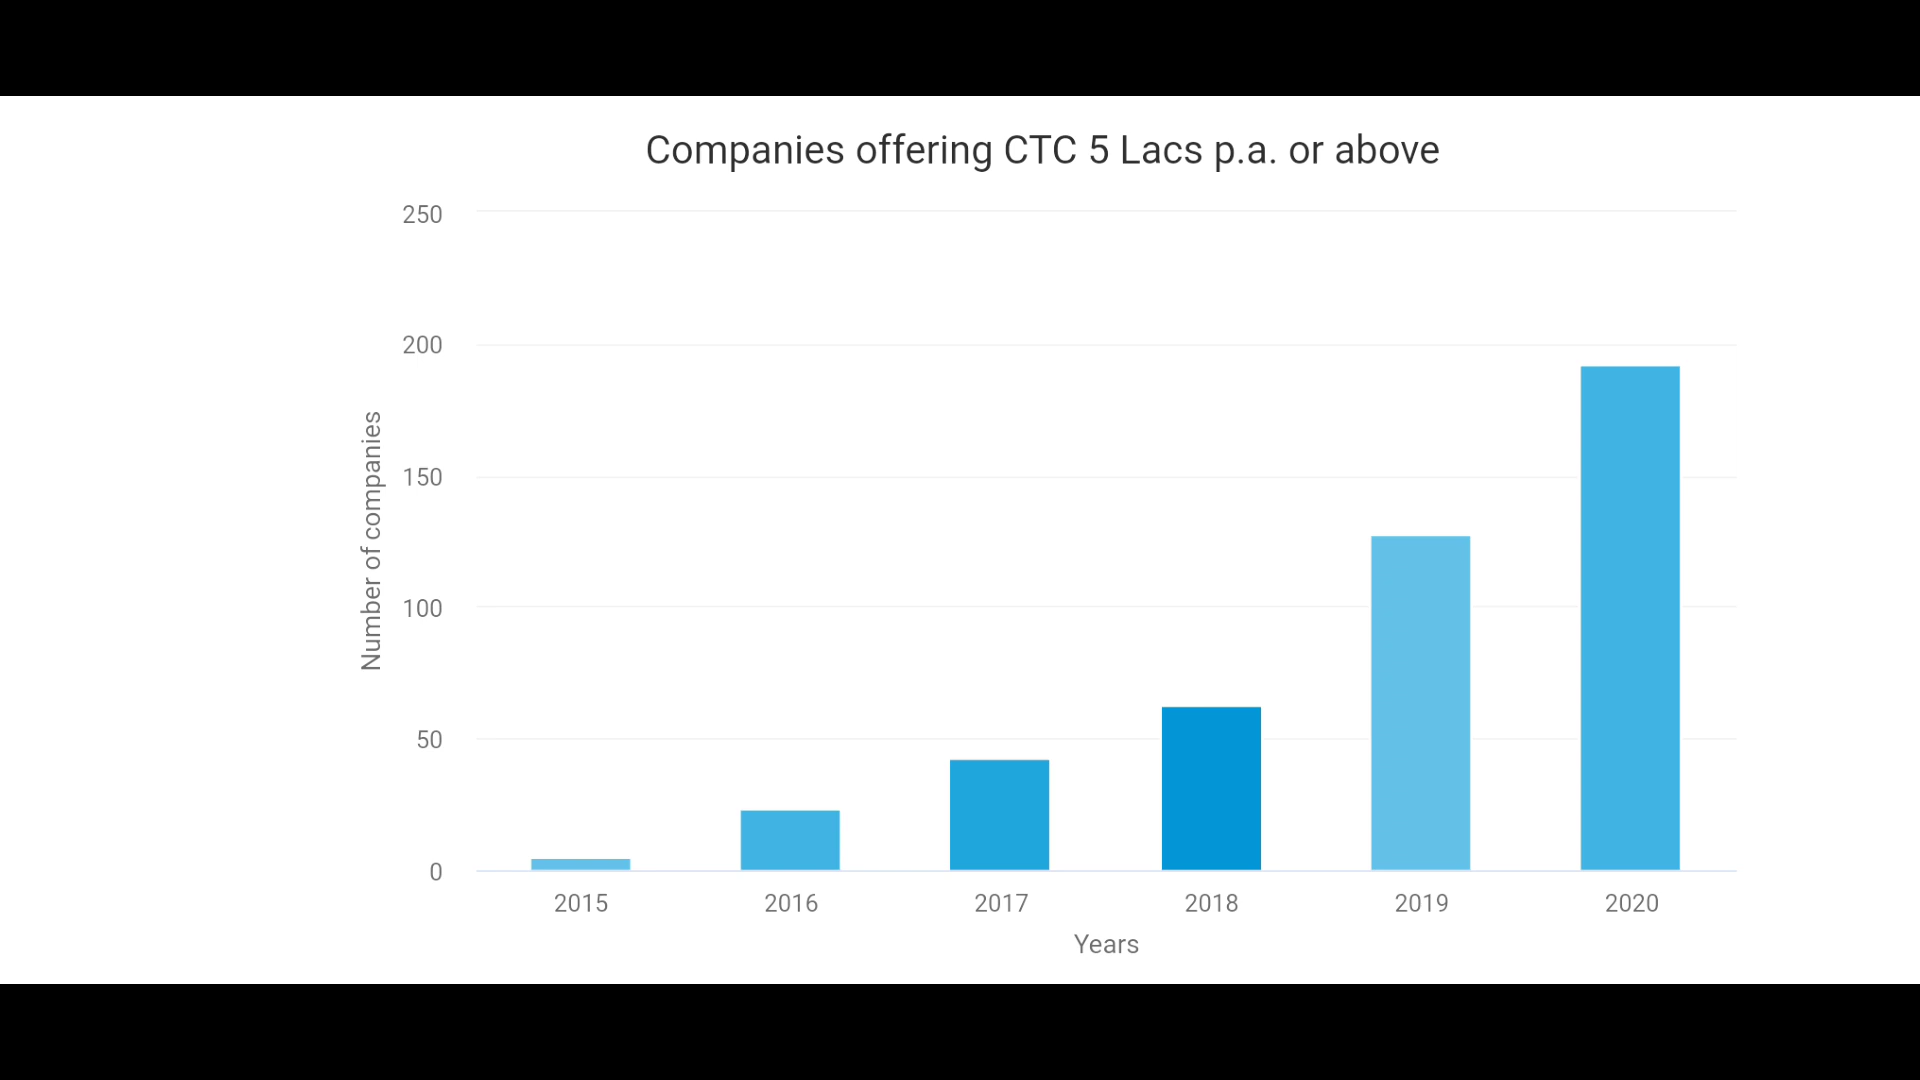 Companies offering CTC 5 Lacs p.a. or above
250
200
150
100
50
0
Number of companies
2015 2016 2017 2018 2019 2020
Years